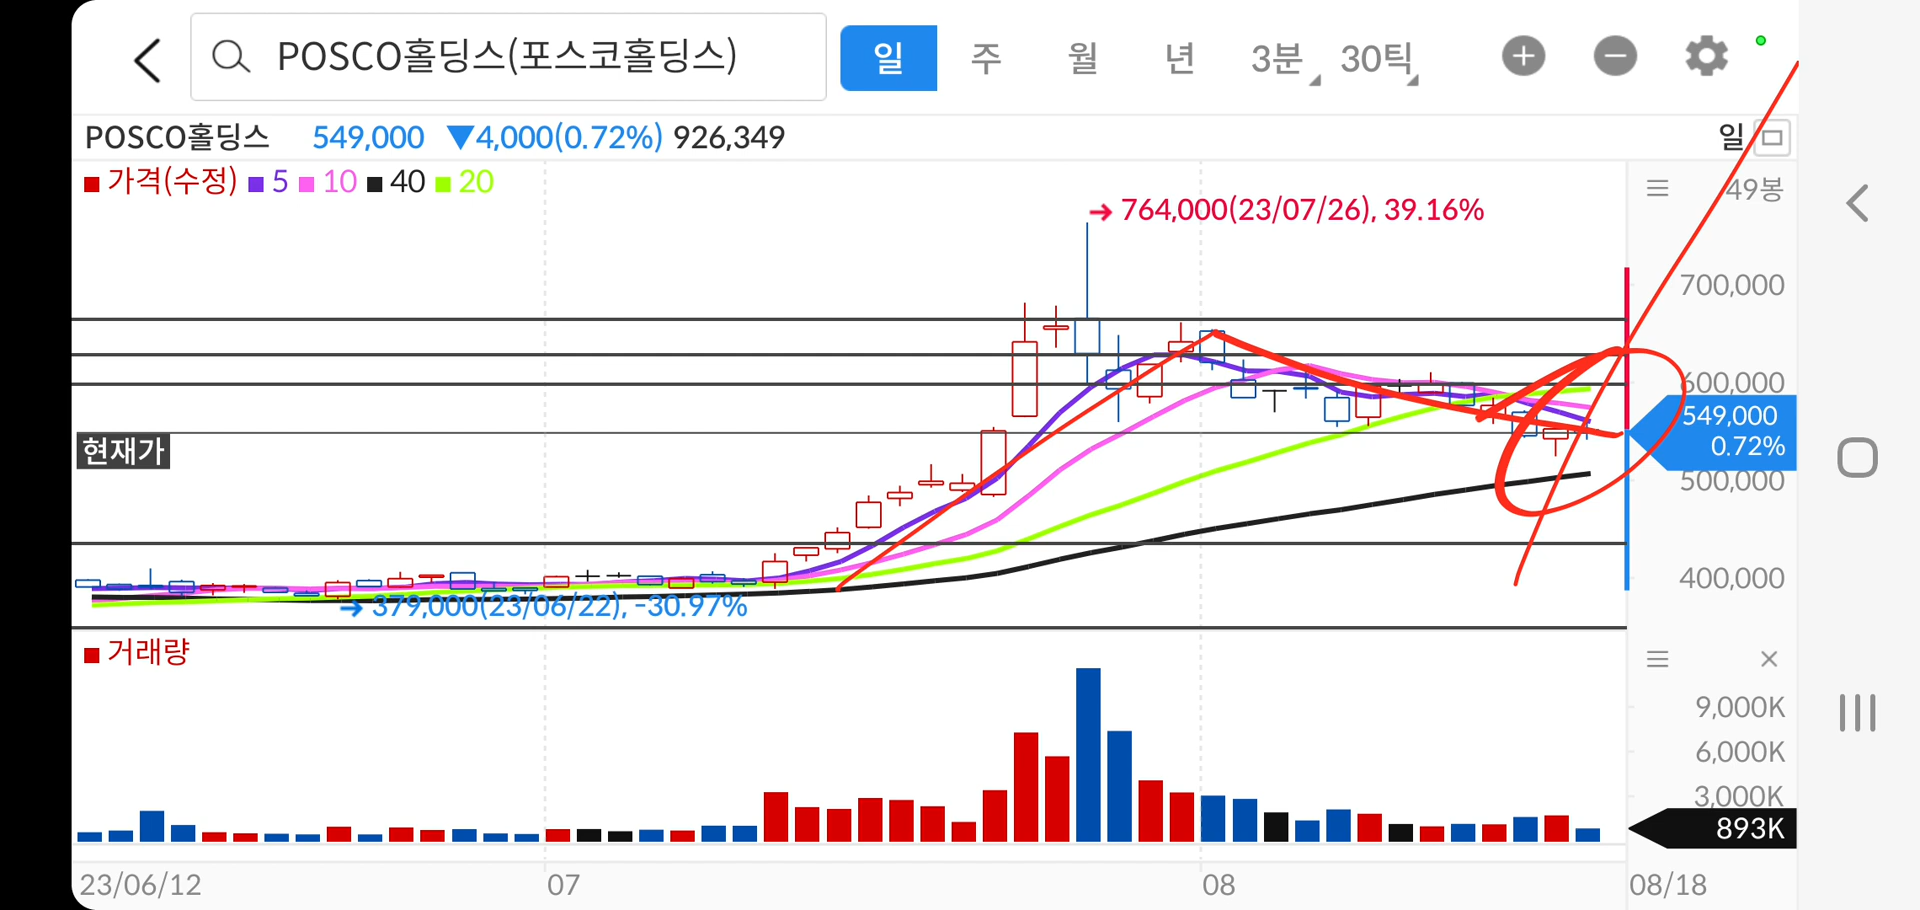 POSCO홀딩스(포스코홀딩스) 일 주 월 년 3분 30틱
POSCO홀딩스 549,000 ▼4,000(0.72%) 926,349 일
가격(수정) 5 10 40 20 49봉
→ 764,000(23/07/26), 39.16%
700,000
600,000
549,000
0.72%
현재가
500,000
400,000
→ 379,000(23/06/22), -30.97%
거래량
9,000K
6,000K
3,000K
893K
23/06/12 07 08 08/18